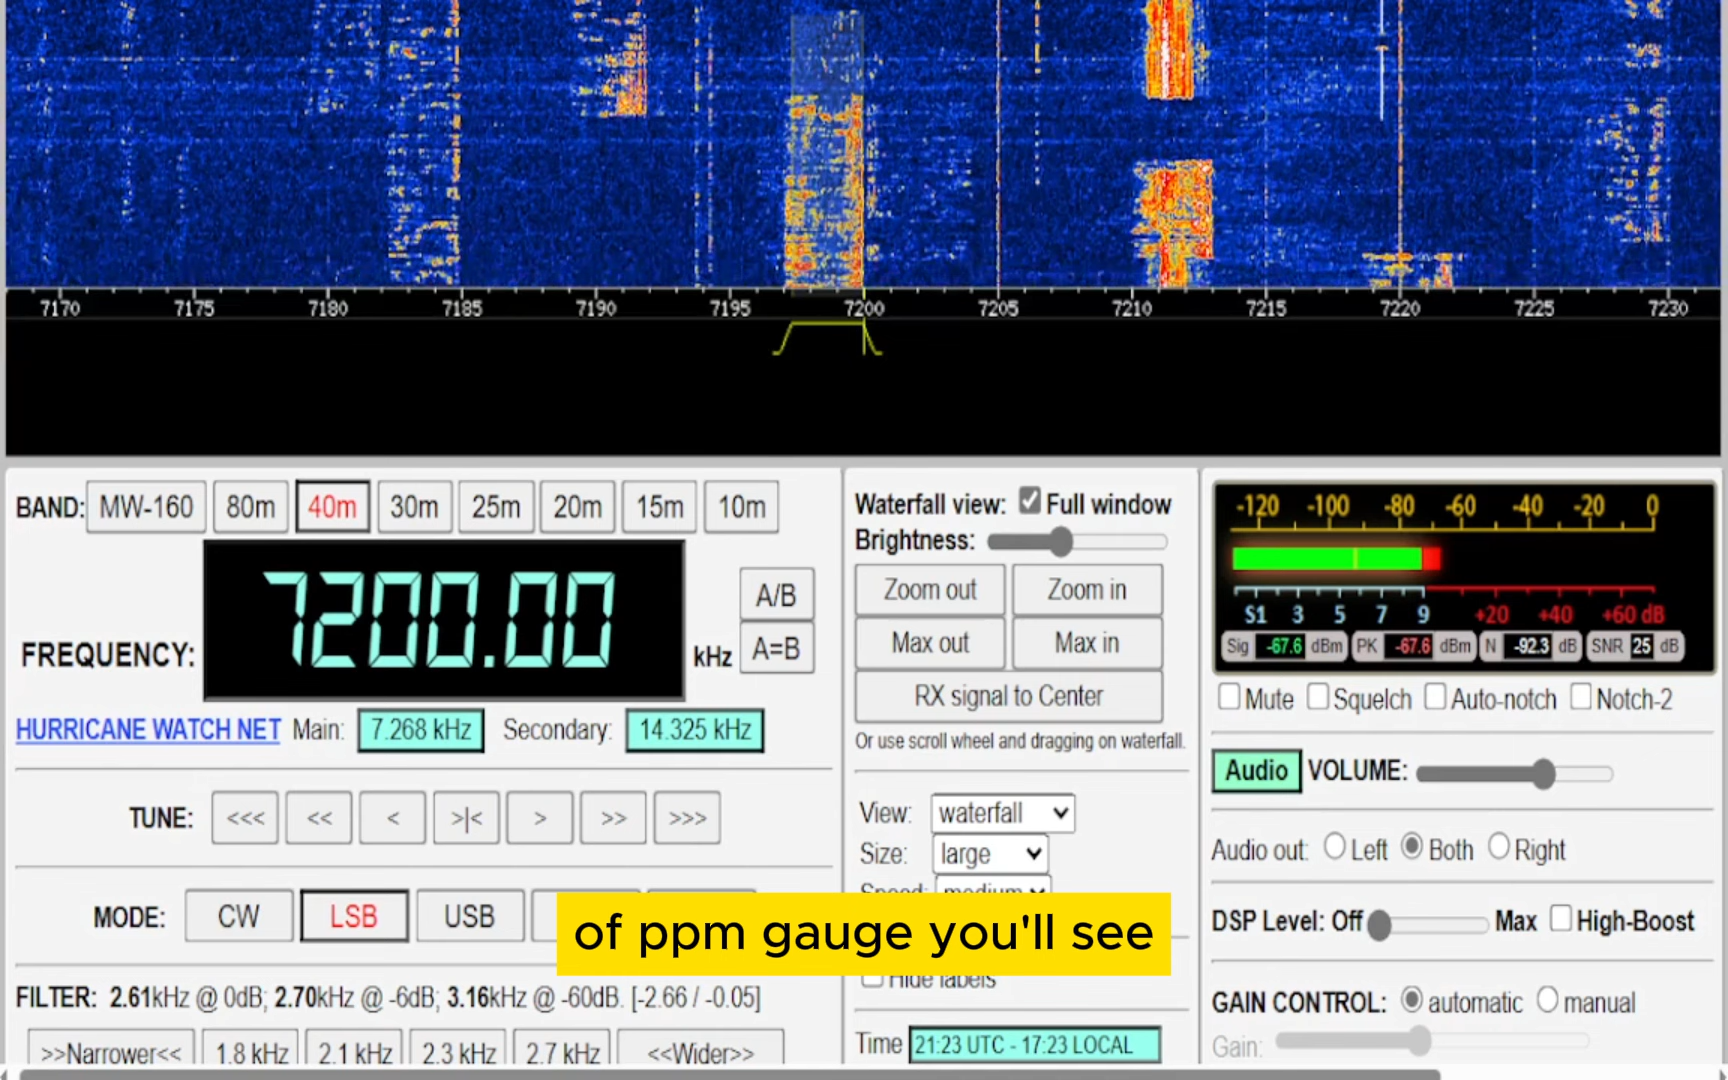 7170 7175 7180 7185 7190 7195 7200 7205 7210 7215 7220 7225 7230
BAND: MW-160 80m 40m 30m 25m 20m 15m 10m
FREQUENCY: 7200.00 kHz
A/B
A=B
HURRICANE WATCH NET Main: 7.268 kHz Secondary: 14.325 kHz
TUNE: <<< << < >|< > >> >>>
MODE: CW LSB USB
FILTER: 2.61kHz @ 0dB; 2.70kHz @ -6dB; 3.16kHz @ -60dB. [-2.66 / -0.05]
>>Narrower<< 1.8 kHz 2.1 kHz 2.3 kHz 2.7 kHz <<Wider>>
Waterfall view: Full window
Brightness:
Zoom out Zoom in
Max out Max in
RX signal to Center
Or use scroll wheel and dragging on waterfall.
View: waterfall
Size: large
Speed: medium
of ppm gauge you'll see
Hide labels
Time 21:23 UTC - 17:23 LOCAL
-120 -100 -80 -60 -40 -20 0
S1 3 5 7 9 +20 +40 +60 dB
Sig -67.6 dBm PK -67.6 dBm N -92.3 dB SNR 25 dB
Mute Squelch Auto-notch Notch-2
Audio VOLUME:
Audio out: Left Both Right
DSP Level: Off Max High-Boost
GAIN CONTROL: automatic manual
Gain: